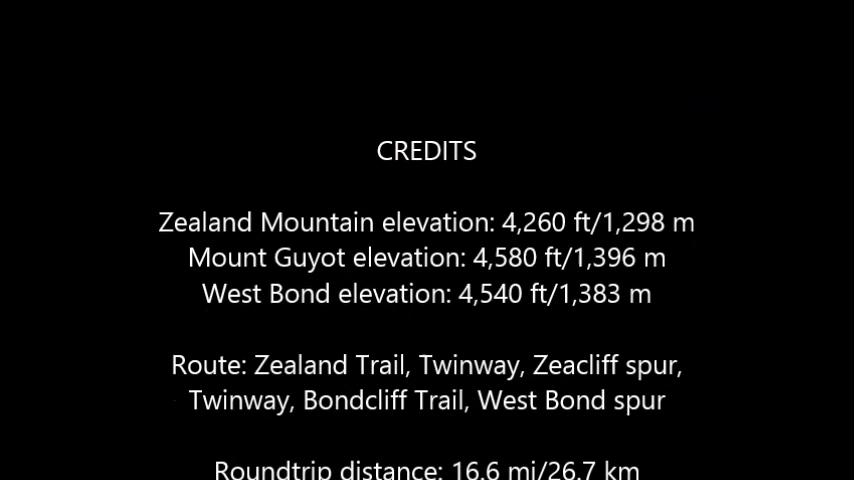 CREDITS
Zealand Mountain elevation: 4,260 ft/1,298 m
Mount Guyot elevation: 4,580 ft/1,396 m
West Bond elevation: 4,540 ft/1,383 m
Route: Zealand Trail, Twinway, Zeacliff spur,
Twinway, Bondcliff Trail, West Bond spur
Roundtrip distance: 16.6 mi/26.7 km